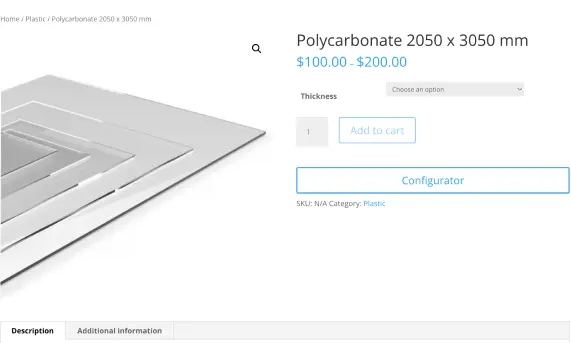 Home / Plastic / Polycarbonate 2050 x 3050 mm
Polycarbonate 2050 x 3050 mm
$100.00 - $200.00
Thickness
Choose an option
1
Add to cart
Configurator
SKU: N/A Category: Plastic
Description
Additional information